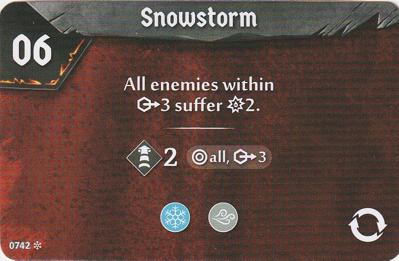 Snowstorm
06
All enemies within
3 suffer 2.
2 all, 3
0742